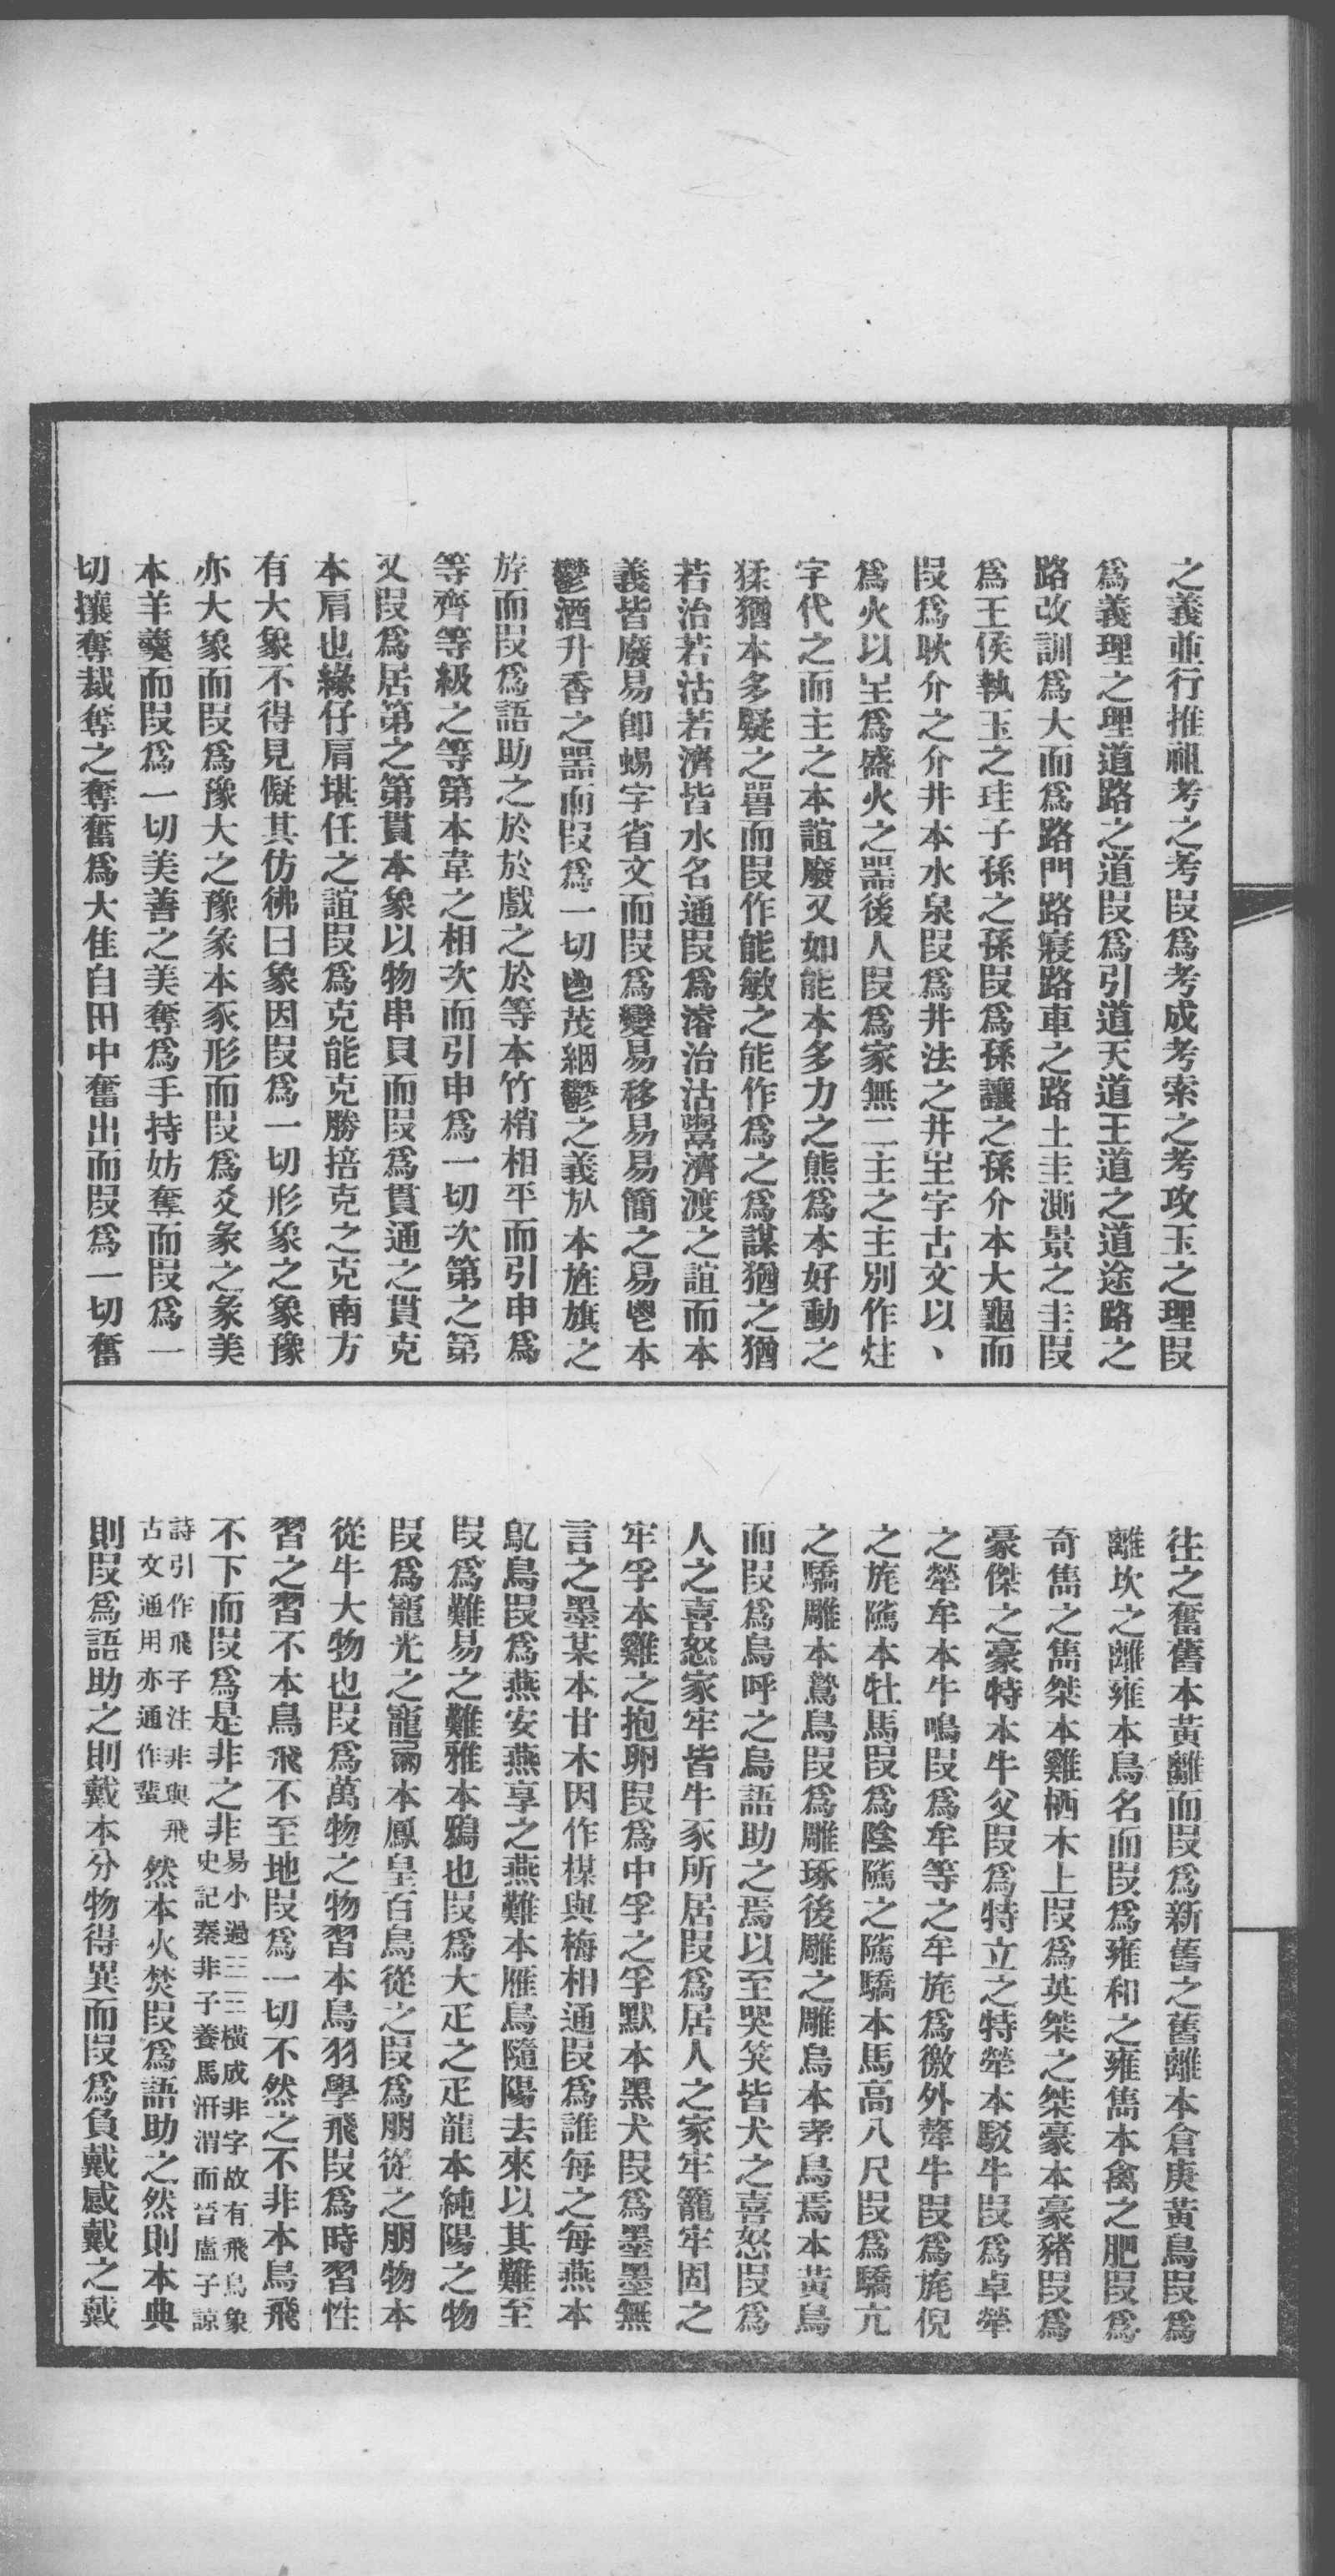 之義並行推祖考之考叚爲考成考索之考攻玉之理叚
爲義理之理道路之道叚爲引道天道王道之道途路之
路改訓爲大而爲路門路寢路車之路土圭測景之圭叚
爲王侯執玉之珪子孫之孫叚爲孫讓之孫介本大龜而
叚爲耿介之介井本水泉叚爲井法之井𡈼字古文以丶
爲火以𡈼爲盛火之器後人叚爲家無二主之主別作炷
字代之而主之本誼廢又如能本多力之熊爲本好動之
猱猶本多疑之嘼而叚作能敏之能作爲之爲謀猶之猶
若治若沽若濟皆水名通叚爲濬治沽鬻濟渡之誼而本
義皆廢易卽蜴字省文而叚爲變易移易易簡之易鬯本
鬱酒升香之器而叚爲一切鬯茂絪鬱之義㫃本旌旗之
斿而叚爲語助之於於戲之於等本竹梢相平而引申爲
等齊等級之等第本韋之相次而引申爲一切次第之第
又叚爲居第之第貫本象以物串貝而叚爲貫通之貫克
本肩也緣仔肩堪任之誼叚爲克能克勝掊克之克南方
有大象不得見儗其仿彿曰象因叚爲一切形象之象豫
亦大象而叚爲豫大之豫彖本豕形而叚爲爻彖之彖美
本羊羹而叚爲一切美善之美奪爲手持妨奪而叚爲一
切攘奪裁奪之奪奮爲大隹自田中奮出而叚爲一切奮
往之奮舊本黃離而叚爲新舊之舊離本倉庚黃鳥叚爲
離坎之離雍本鳥名而叚爲雍和之雍雋本禽之肥叚爲
奇雋之雋桀本雞栖木上叚爲英桀之桀豪本豪豬叚爲
豪傑之豪特本牛父叚爲特立之特犖本駁牛叚爲卓犖
之犖牟本牛鳴叚爲牟等之牟旄爲徼外犛牛叚爲旄倪
之旄騭本牡馬叚爲陰騭之騭驕本馬高八尺叚爲驕亢
之驕雕本鷙鳥叚爲雕琢後雕之雕烏本孝烏焉本黃鳥
而叚爲烏呼之烏語助之焉以至哭笑皆犬之喜怒叚爲
人之喜怒家牢皆牛豕所居叚爲居人之家牢籠牢固之
牢孚本雞之抱卵叚爲中孚之孚默本黑犬叚爲墨墨無
言之墨某本甘木因作楳與梅相通叚爲誰每之每燕本
鳦鳥叚爲燕安燕享之燕難本雁鳥隨陽去來以其難至
叚爲難易之難雅本鴉也叚爲大疋之疋龍本純陽之物
叚爲寵光之寵朋本鳳皇百鳥從之叚爲朋從之朋物本
從牛大物也叚爲萬物之物習本鳥羽學飛叚爲時習性
習之習不本鳥飛不至地叚爲一切不然之不非本鳥飛
不下而叚爲是非之非易小過三三橫成非字故有飛鳥象
史記秦非子養馬汧渭而晉盧子諒
詩引作飛子注非與飛
古文通用亦通作蜚
然本火焚叚爲語助之然則本典
則叚爲語助之則戴本分物得異而叚爲負戴感戴之戴